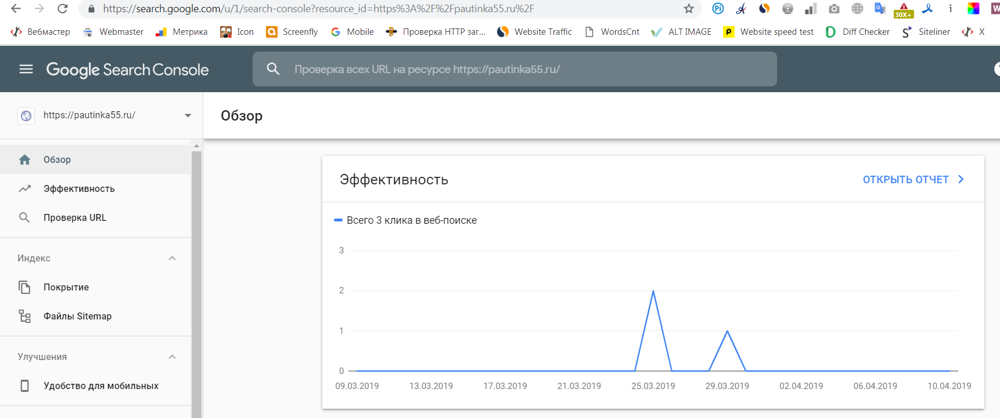 https://search.google.com/u/1/search-console?resource_id=https%3A%2F%2Fpautinka55.ru%2F
30X+
Вебмастер Webmaster Метрика Icon Screenfly Mobile Проверка HTTP заг... Website Traffic WordsCnt ALT IMAGE Website speed test Diff Checker Siteliner X
Google Search Console
Проверка всех URL на ресурсе https://pautinka55.ru/
https://pautinka55.ru/
Обзор
Обзор
Эффективность
Проверка URL
Индекс
Покрытие
Файлы Sitemap
Улучшения
Удобство для мобильных
Эффективность
ОТКРЫТЬ ОТЧЕТ
Всего 3 клика в веб-поиске
3
2
1
0
09.03.2019 13.03.2019 17.03.2019 21.03.2019 25.03.2019 29.03.2019 02.04.2019 06.04.2019 10.04.2019